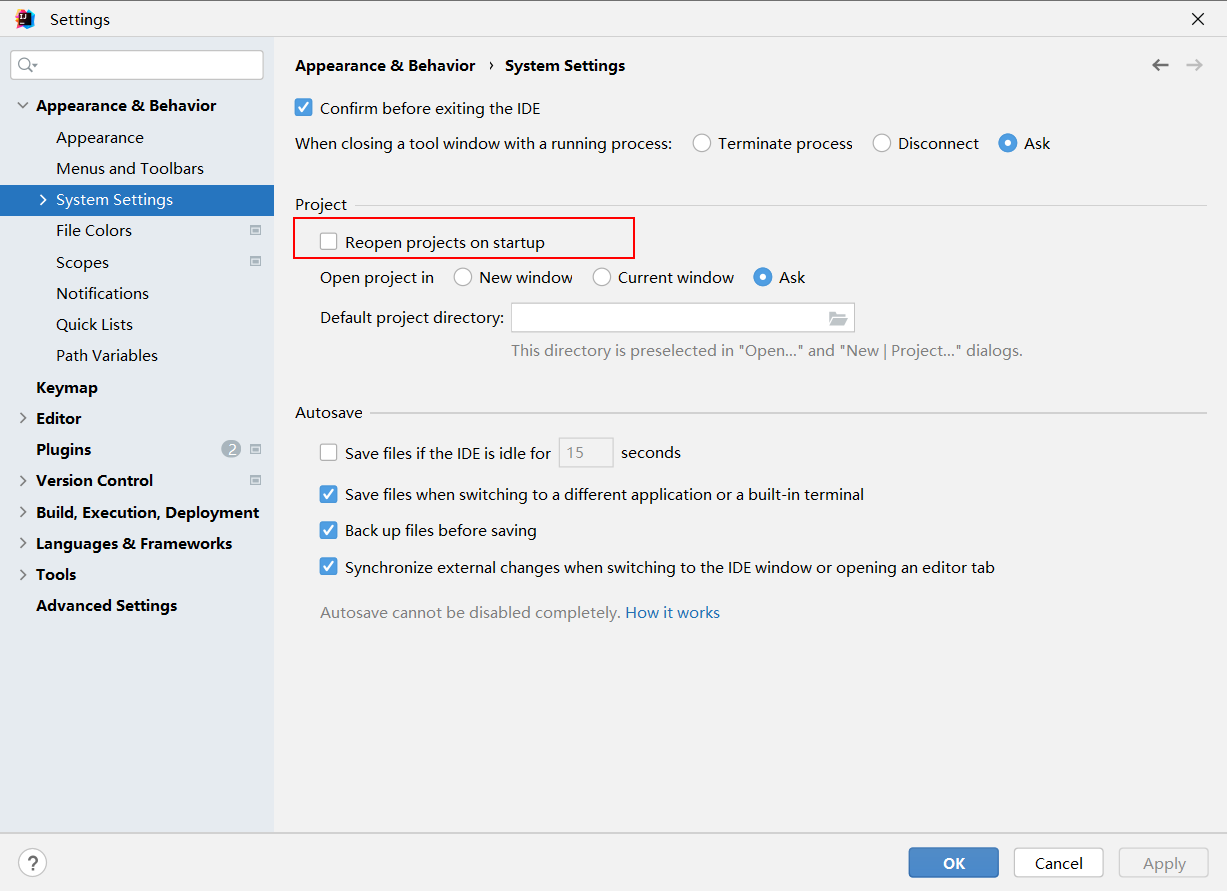 Settings
Appearance & Behavior
Appearance
Menus and Toolbars
System Settings
File Colors
Scopes
Notifications
Quick Lists
Path Variables
Keymap
Editor
Plugins 2
Version Control
Build, Execution, Deployment
Languages & Frameworks
Tools
Advanced Settings
Appearance & Behavior › System Settings
Confirm before exiting the IDE
When closing a tool window with a running process: Terminate process Disconnect Ask
Project
Reopen projects on startup
Open project in New window Current window Ask
Default project directory:
This directory is preselected in "Open..." and "New | Project..." dialogs.
Autosave
Save files if the IDE is idle for 15 seconds
Save files when switching to a different application or a built-in terminal
Back up files before saving
Synchronize external changes when switching to the IDE window or opening an editor tab
Autosave cannot be disabled completely. How it works
? OK Cancel Apply